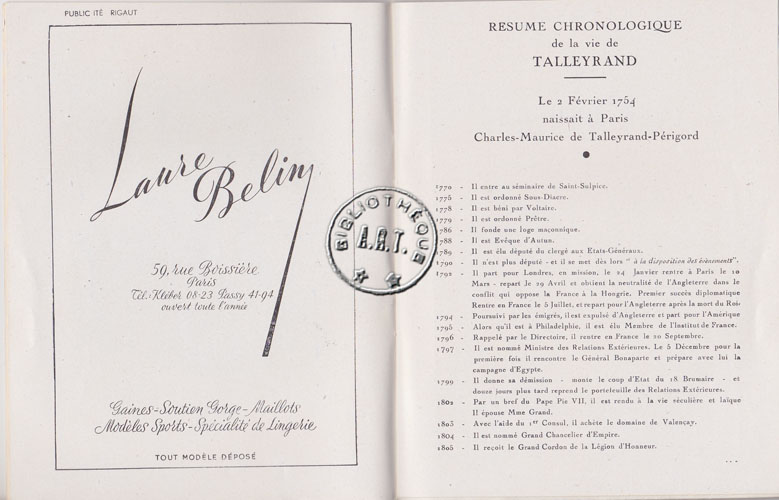 PUBLICITÉ RIGAUT
Laure
Belin
59, rue Boissière
Paris
Tél: Kléber 08-23 Passy 41-94
ouvert toute l'année
Gaines-Soutien Gorge-Maillots
Modèles Sports-Spécialité de Lingerie
TOUT MODÈLE DÉPOSÉ
BIBLIOTHÈQUE
A.R.T.
RESUME CHRONOLOGIQUE
de la vie de
TALLEYRAND
Le 2 Février 1754
naissait à Paris
Charles-Maurice de Talleyrand-Périgord
1770 - Il entre au séminaire de Saint-Sulpice.
1775 - Il est ordonné Sous-Diacre.
1778 - Il est béni par Voltaire.
1779 - Il est ordonné Prêtre.
1786 - Il fonde une loge maçonnique.
1788 - Il est Evêque d'Autun.
1789 - Il est élu député du clergé aux Etats-Généraux.
1790 - Il n'est plus député - et il se met dès lors " à la disposition des événements".
1792 - Il part pour Londres, en mission, le 24 Janvier rentre à Paris le 10
Mars - repart le 29 Avril et obtient la neutralité de l'Angleterre dans le
conflit qui oppose la France à la Hongrie. Premier succès diplomatique
Rentre en France le 5 Juillet, et repart pour l'Angleterre après la mort du Roi.
1794 - Poursuivi par les émigrés, il est expulsé d'Angleterre et part pour l'Amérique
1795 - Alors qu'il est à Philadelphie, il est élu Membre de l'Institut de France.
1796 - Rappelé par le Directoire, il rentre en France le 20 Septembre.
1797 - Il est nommé Ministre des Relations Extérieures. Le 5 Décembre pour la
première fois il rencontre le Général Bonaparte et prépare avec lui la
campagne d'Egypte.
1799 - Il donne sa démission - monte le coup d'Etat du 18 Brumaire - et
douze jours plus tard reprend le portefeuille des Relations Extérieures.
1802 - Par un bref du Pape Pie VII, il est rendu à la vie séculière et laïque
Il épouse Mme Grand.
1803 - Avec l'aide du 1er Consul, il achète le domaine de Valençay.
1804 - Il est nommé Grand Chancelier d'Empire.
1805 - Il reçoit le Grand Cordon de la Légion d'Honneur.
...